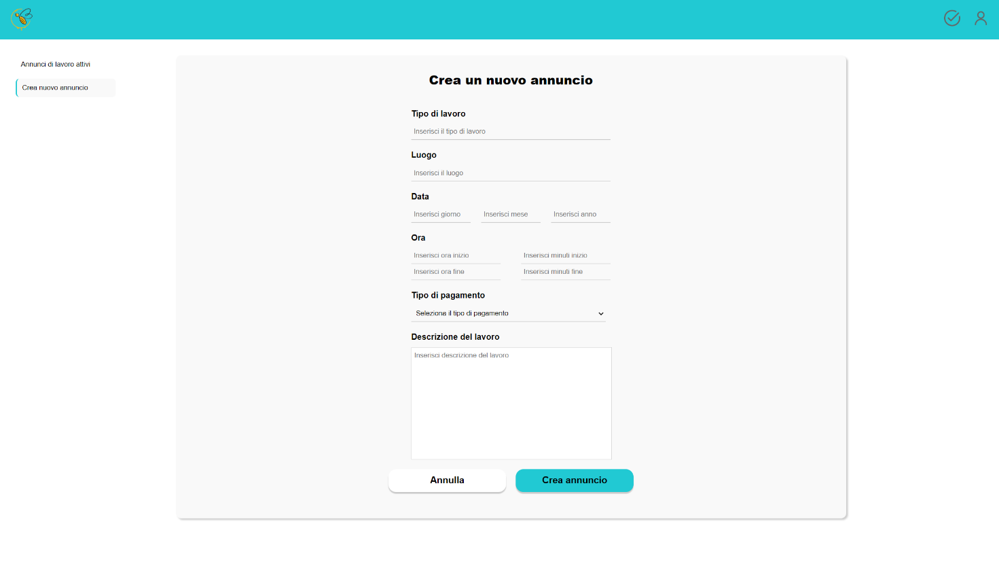 Annunci di lavoro attivi
Crea nuovo annuncio
Crea un nuovo annuncio
Tipo di lavoro
Inserisci il tipo di lavoro
Luogo
Inserisci il luogo
Data
Inserisci giorno Inserisci mese Inserisci anno
Ora
Inserisci ora inizio Inserisci minuti inizio
Inserisci ora fine Inserisci minuti fine
Tipo di pagamento
Seleziona il tipo di pagamento
Descrizione del lavoro
Inserisci descrizione del lavoro
Annulla Crea annuncio